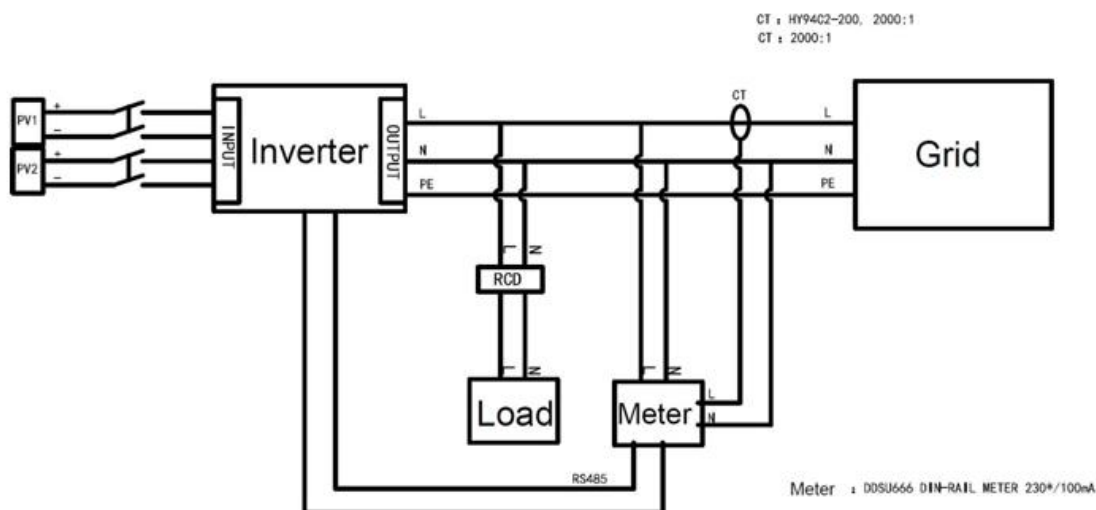 CT : HY94C2-200, 2000:1
CT : 2000:1
CT
PV1
+
-
PV2
+
-
INPUT
Inverter
OUTPUT
L
N
PE
L
N
PE
Grid
L
N
RCD
L
N
Load
L
N
Meter
L
N
RS485
Meter : DDSU666 DIN-RAIL METER 230*/100mA